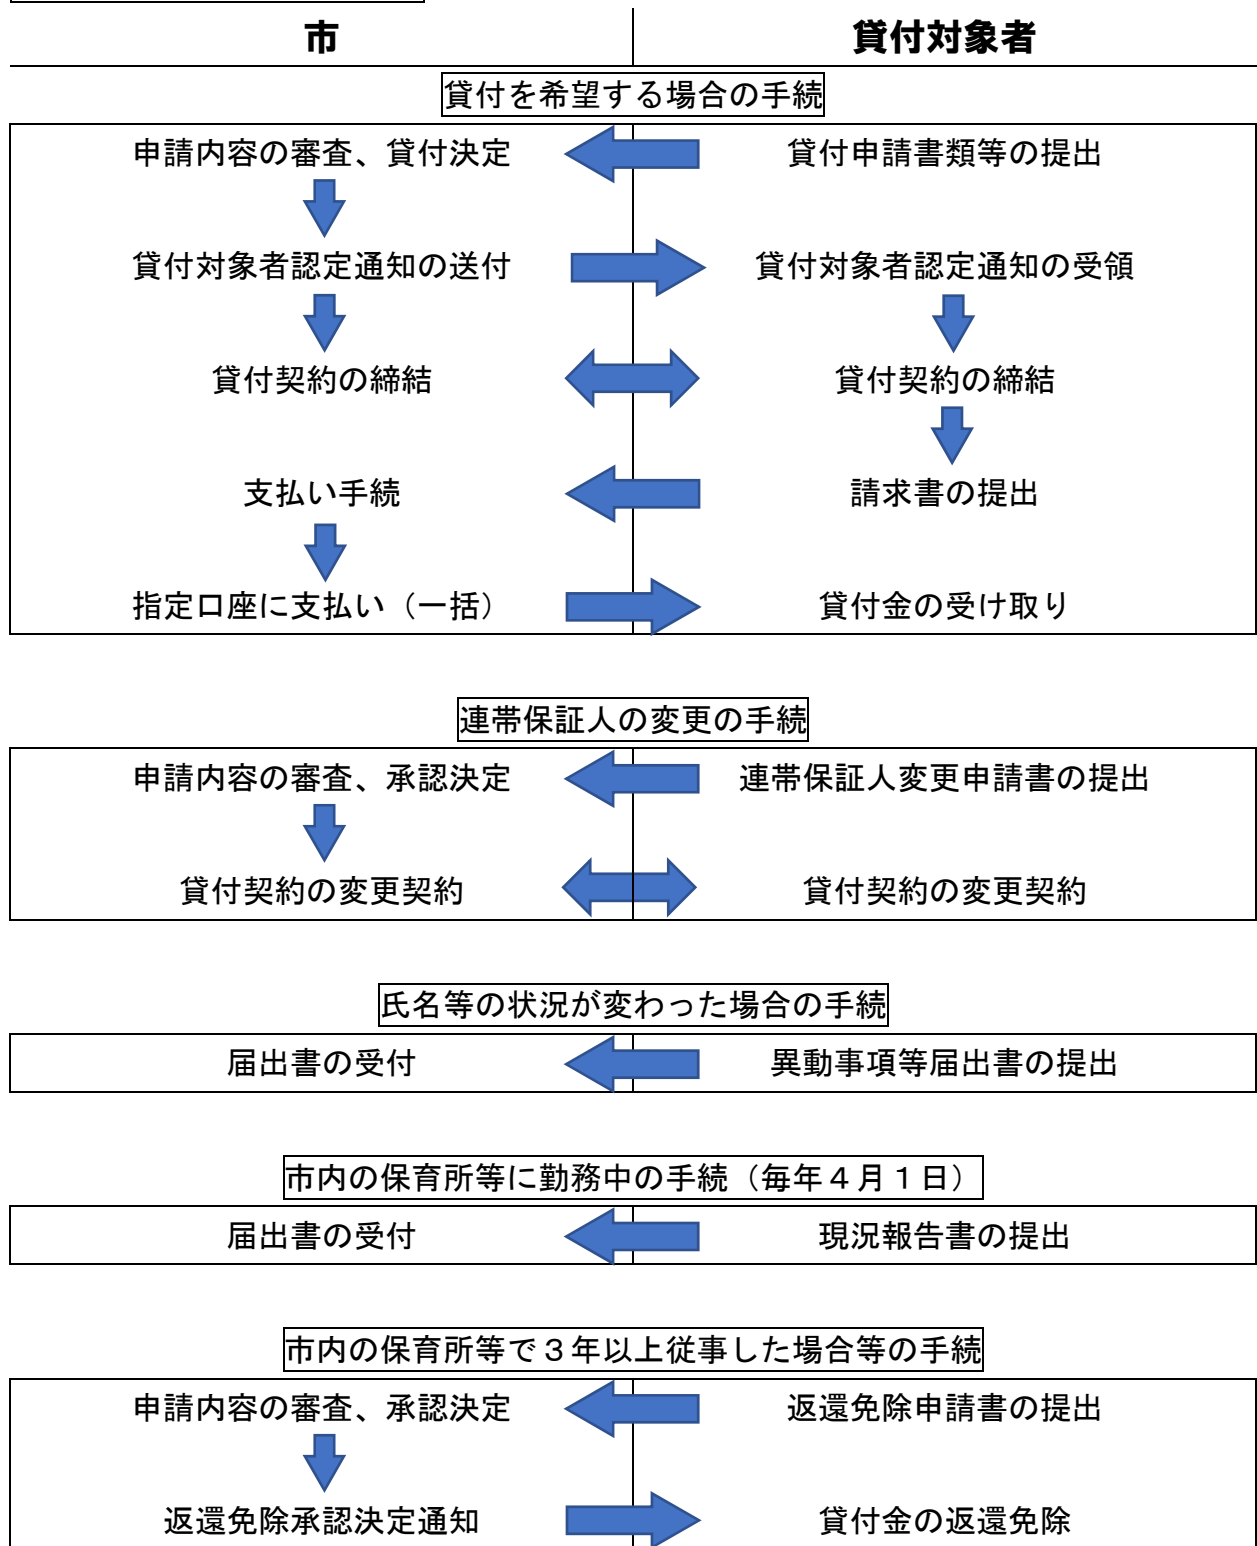 市 貸付対象者
貸付を希望する場合の手続
申請内容の審査、貸付決定 貸付申請書類等の提出
貸付対象者認定通知の送付 貸付対象者認定通知の受領
貸付契約の締結 貸付契約の締結
支払い手続 請求書の提出
指定口座に支払い（一括） 貸付金の受け取り
連帯保証人の変更の手続
申請内容の審査、承認決定 連帯保証人変更申請書の提出
貸付契約の変更契約 貸付契約の変更契約
氏名等の状況が変わった場合の手続
届出書の受付 異動事項等届出書の提出
市内の保育所等に勤務中の手続（毎年４月１日）
届出書の受付 現況報告書の提出
市内の保育所等で３年以上従事した場合等の手続
申請内容の審査、承認決定 返還免除申請書の提出
返還免除承認決定通知 貸付金の返還免除